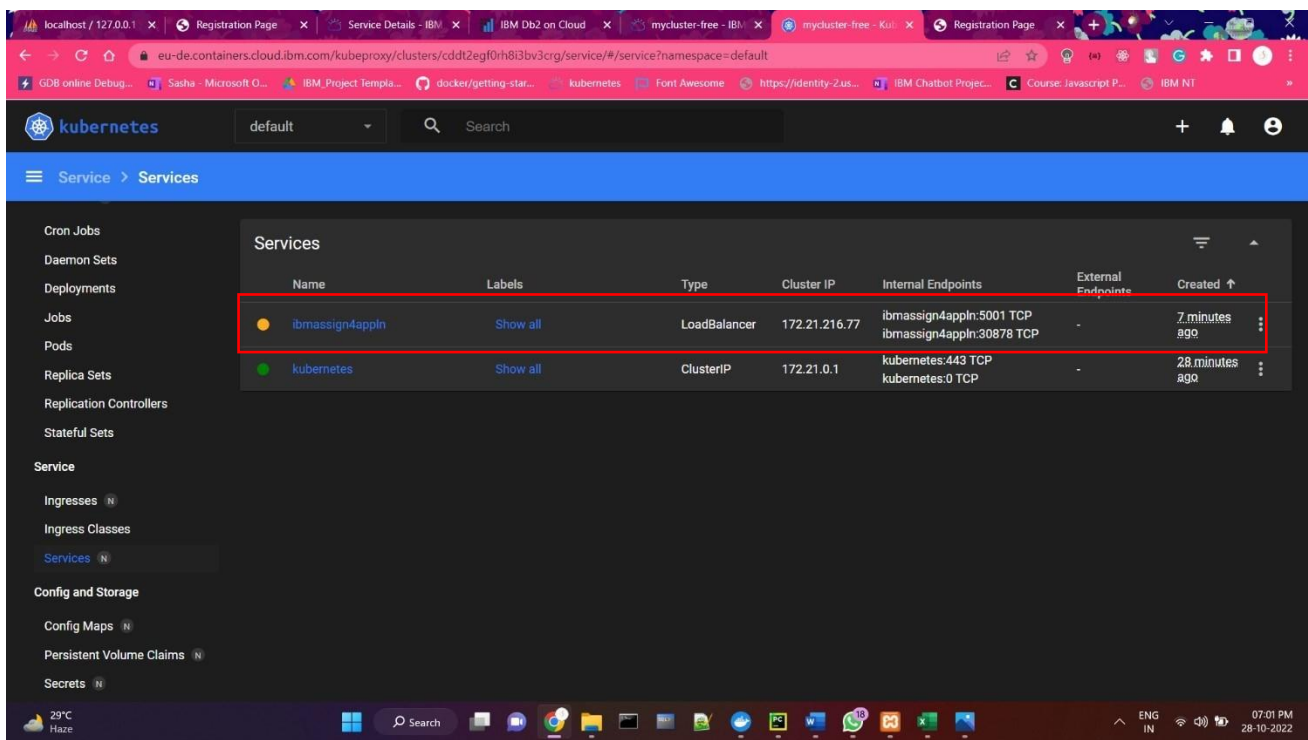 localhost / 127.0.0.1
Registration Page
Service Details - IBM
IBM Db2 on Cloud
mycluster-free - IBM
mycluster-free - Kub
Registration Page
eu-de.containers.cloud.ibm.com/kubeproxy/clusters/cddt2egf0rh8i3bv3crg/service/#/service?namespace=default
GDB online Debug...
Sasha - Microsoft O...
IBM_Project Templa...
docker/getting-star...
kubernetes
Font Awesome
https://identity-2.us...
IBM Chatbot Projec...
Course: Javascript P...
IBM NT
»
kubernetes
default
Search
Service > Services
Cron Jobs
Daemon Sets
Deployments
Jobs
Pods
Replica Sets
Replication Controllers
Stateful Sets
Service
Ingresses N
Ingress Classes
Services N
Config and Storage
Config Maps N
Persistent Volume Claims N
Secrets N
Services
Name Labels Type Cluster IP Internal Endpoints External Endpoints Created ↑
ibmassign4appln Show all LoadBalancer 172.21.216.77 ibmassign4appln:5001 TCP - 7 minutes ago
ibmassign4appln:30878 TCP
kubernetes Show all ClusterIP 172.21.0.1 kubernetes:443 TCP - 28 minutes ago
kubernetes:0 TCP
29°C
Haze
Search
18
ENG
IN
07:01 PM
28-10-2022